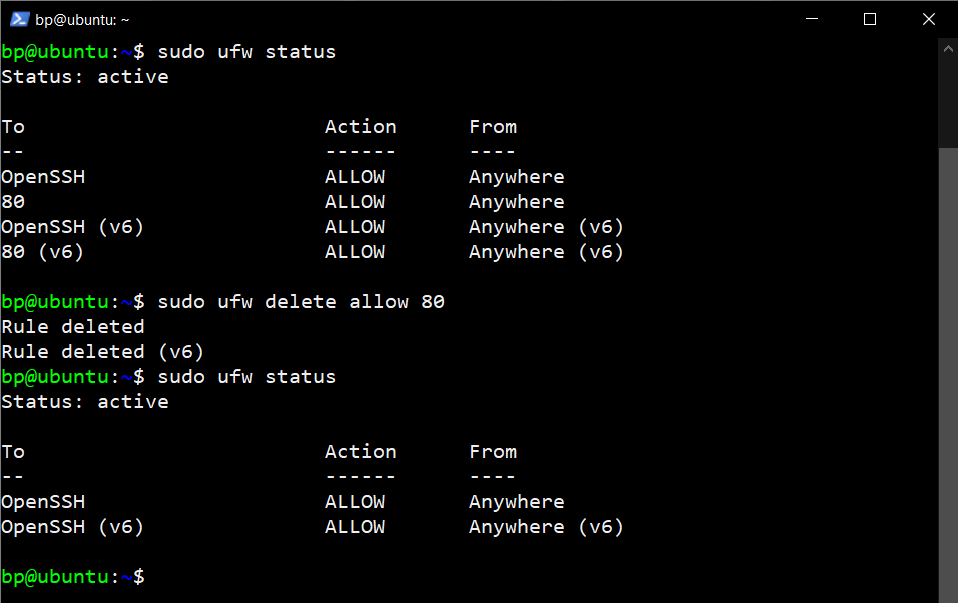 bp@ubuntu: ~
bp@ubuntu:~$ sudo ufw status
Status: active
To                         Action      From
--                         ------      ----
OpenSSH                    ALLOW       Anywhere
80                         ALLOW       Anywhere
OpenSSH (v6)               ALLOW       Anywhere (v6)
80 (v6)                    ALLOW       Anywhere (v6)
bp@ubuntu:~$ sudo ufw delete allow 80
Rule deleted
Rule deleted (v6)
bp@ubuntu:~$ sudo ufw status
Status: active
To                         Action      From
--                         ------      ----
OpenSSH                    ALLOW       Anywhere
OpenSSH (v6)               ALLOW       Anywhere (v6)
bp@ubuntu:~$